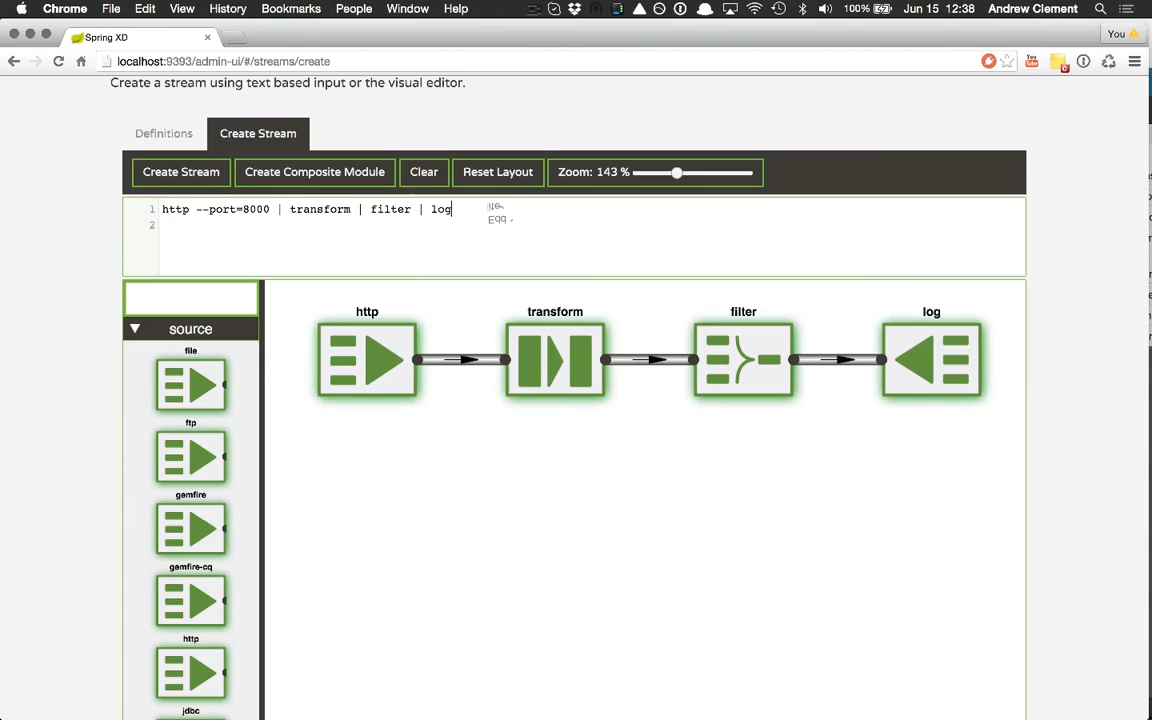 Chrome File Edit View History Bookmarks People Window Help 100% Jun 15 12:38 Andrew Clement
Spring XD
You
localhost:9393/admin-ui/#/streams/create
Create a stream using text based input or the visual editor.
Definitions Create Stream
Create Stream Create Composite Module Clear Reset Layout Zoom: 143 %
1 http --port=8000 | transform | filter | log
2
http transform filter log
source
file
ftp
gemfire
gemfire-cq
http
jdbc